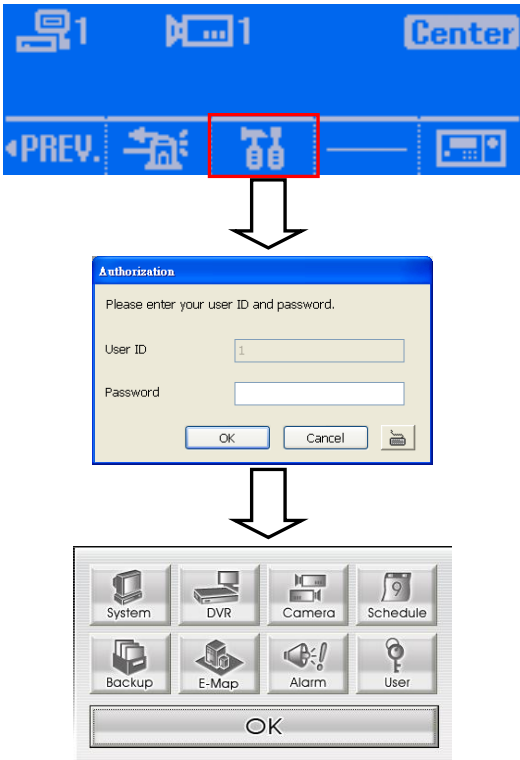 1 1 Center
PREV.
Authorization
Please enter your user ID and password.
User ID 1
Password
OK Cancel
System DVR Camera Schedule
9
Backup E-Map Alarm User
OK